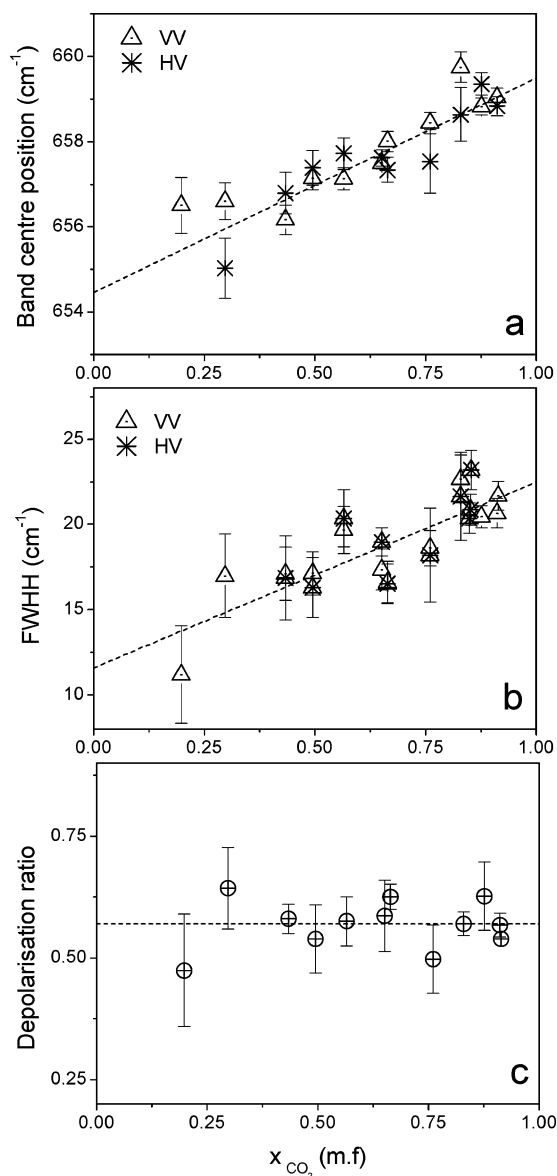 VV
HV
Band centre position (cm⁻¹)
660
658
656
654
a
0.00 0.25 0.50 0.75 1.00
VV
HV
FWHH (cm⁻¹)
25
20
15
10
b
0.00 0.25 0.50 0.75 1.00
Depolarisation ratio
0.75
0.50
0.25
c
0.00 0.25 0.50 0.75 1.00
x CO₂ (m.f)